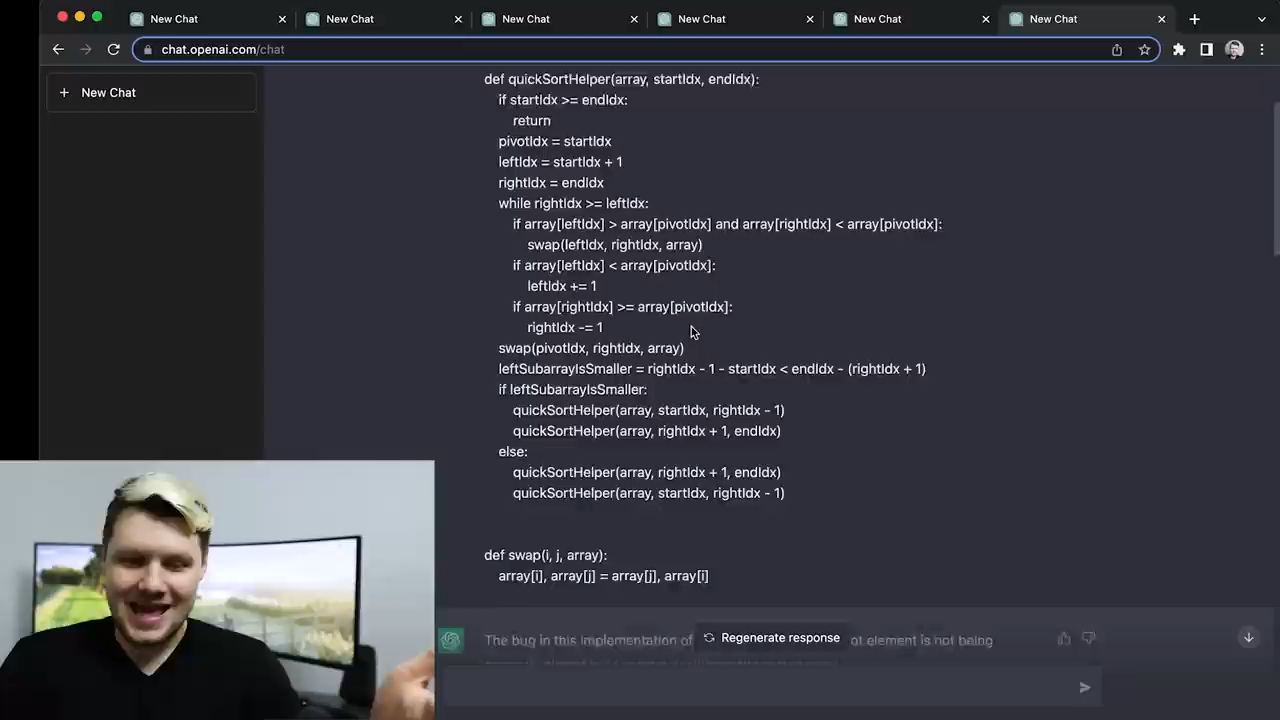 New Chat
New Chat
New Chat
New Chat
New Chat
New Chat
chat.openai.com/chat
New Chat
def quickSortHelper(array, startIdx, endIdx):
if startIdx >= endIdx:
return
pivotIdx = startIdx
leftIdx = startIdx + 1
rightIdx = endIdx
while rightIdx >= leftIdx:
if array[leftIdx] > array[pivotIdx] and array[rightIdx] < array[pivotIdx]:
swap(leftIdx, rightIdx, array)
if array[leftIdx] < array[pivotIdx]:
leftIdx += 1
if array[rightIdx] >= array[pivotIdx]:
rightIdx -= 1
swap(pivotIdx, rightIdx, array)
leftSubarrayIsSmaller = rightIdx - 1 - startIdx < endIdx - (rightIdx + 1)
if leftSubarrayIsSmaller:
quickSortHelper(array, startIdx, rightIdx - 1)
quickSortHelper(array, rightIdx + 1, endIdx)
else:
quickSortHelper(array, rightIdx + 1, endIdx)
quickSortHelper(array, startIdx, rightIdx - 1)
def swap(i, j, array):
array[i], array[j] = array[j], array[i]
The bug in this implementation of
Regenerate response
element is not being